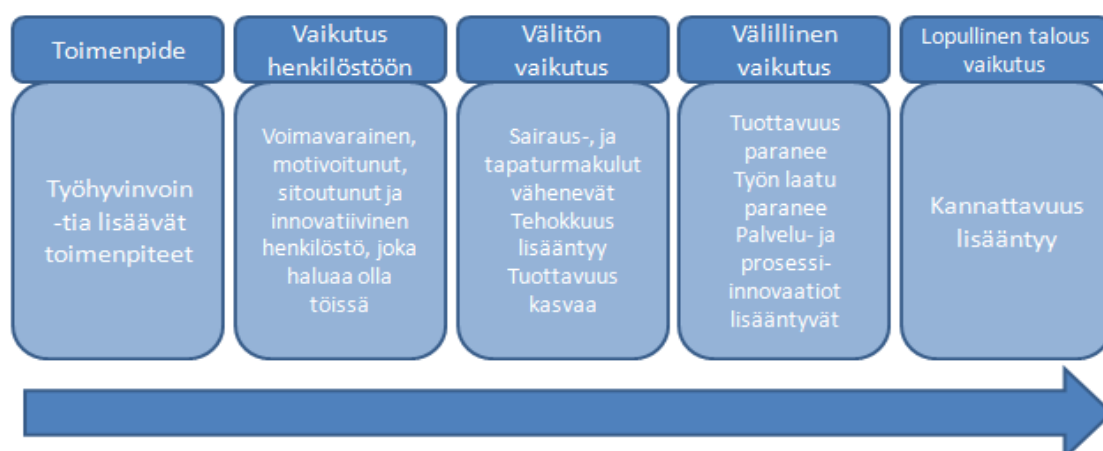 Toimenpide
Vaikutus
henkilöstöön
Välitön
vaikutus
Välillinen
vaikutus
Lopullinen talous
vaikutus
Työhyvinvoin
-tia lisäävät
toimenpiteet
Voimavarainen,
motivoitunut,
sitoutunut ja
innovatiivinen
henkilöstö, joka
haluaa olla
töissä
Sairaus-, ja
tapaturmakulut
vähenevät
Tehokkuus
lisääntyy
Tuottavuus
kasvaa
Tuottavuus
paranee
Työn laatu
paranee
Palvelu- ja
prosessi-
innovaatiot
lisääntyvät
Kannattavuus
lisääntyy